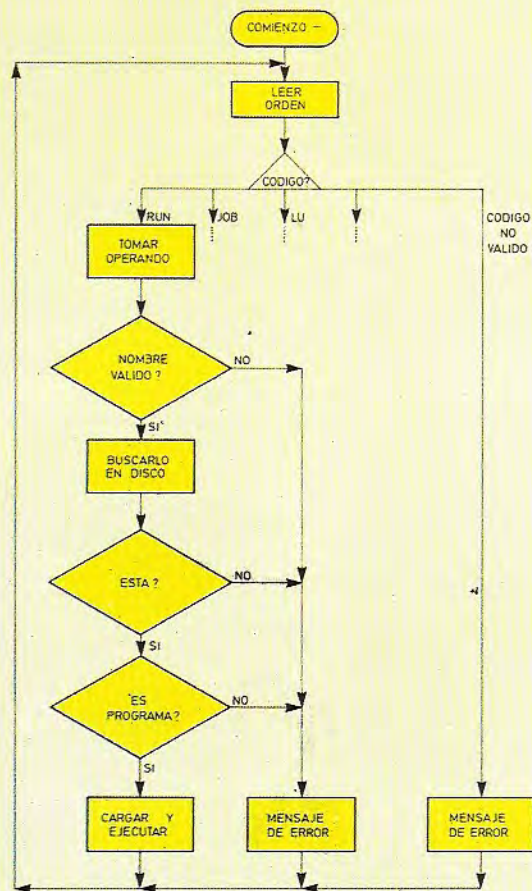 COMIENZO
LEER
ORDEN
CODIGO?
RUN
JOB
LU
CODIGO
NO
VALIDO
TOMAR
OPERANDO
NOMBRE
VALIDO?
NO
SI
BUSCARLO
EN DISCO
ESTA?
NO
SI
ES
PROGRAMA?
NO
SI
CARGAR Y
EJECUTAR
MENSAJE
DE ERROR
MENSAJE
DE ERROR